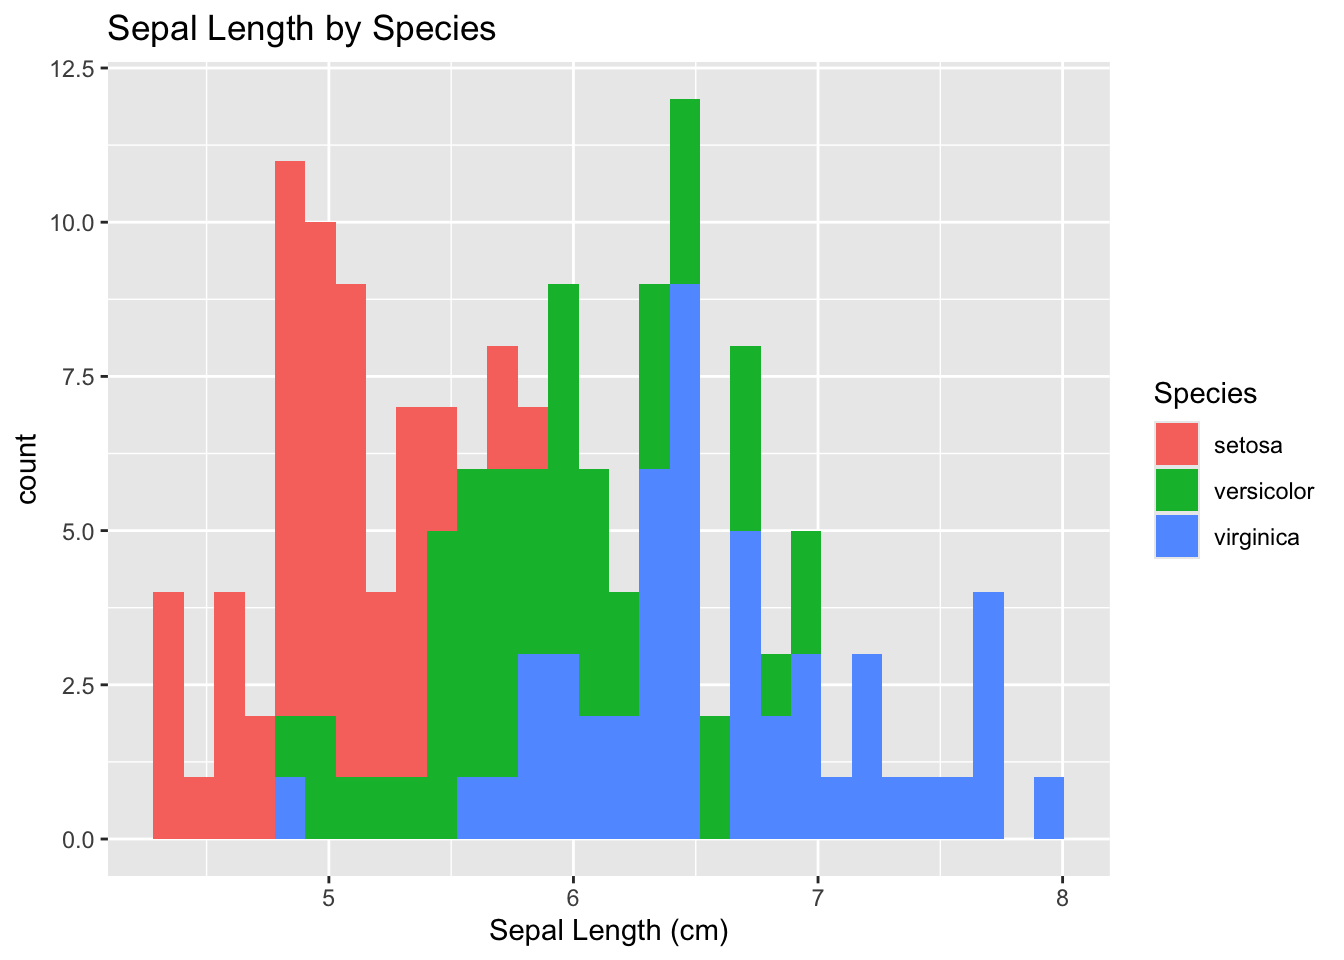 Sepal Length by Species
12.5
10.0
7.5
5.0
2.5
0.0
count
5 6 7 8
Sepal Length (cm)
Species
setosa
versicolor
virginica